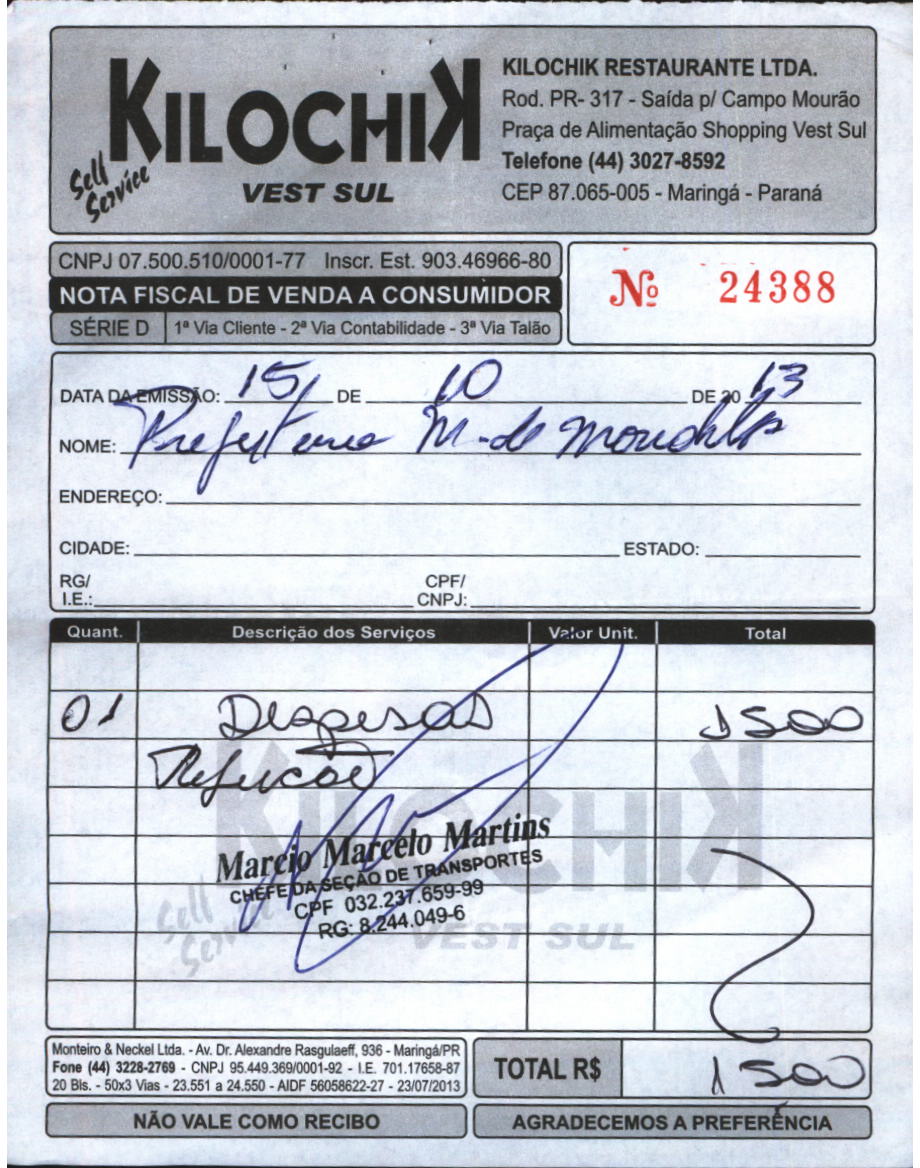 KILOCHIK
Self
Service
VEST SUL
KILOCHIK RESTAURANTE LTDA.
Rod. PR- 317 - Saída p/ Campo Mourão
Praça de Alimentação Shopping Vest Sul
Telefone (44) 3027-8592
CEP 87.065-005 - Maringá - Paraná
CNPJ 07.500.510/0001-77 Inscr. Est. 903.46966-80
NOTA FISCAL DE VENDA A CONSUMIDOR
SÉRIE D 1ª Via Cliente - 2ª Via Contabilidade - 3ª Via Talão
Nº 24388
DATA DA EMISSÃO: 15 DE 10 DE 20 13
NOME: Prefeitura M. de
ENDEREÇO:
CIDADE: ESTADO:
RG/ I.E.: CPF/ CNPJ:
Quant. Descrição dos Serviços Valor Unit. Total
01 Despesas 1500
Refeicão
KILOCHIK
Self
Service
VEST SUL
Marcio Marcelo Martins
CHEFE DA SEÇÃO DE TRANSPORTES
CPF 032.237.659-99
RG: 8.244.049-6
Monteiro & Neckel Ltda. - Av. Dr. Alexandre Rasgulaeff, 936 - Maringá/PR
Fone (44) 3228-2769 - CNPJ 95.449.369/0001-92 - I.E. 701.17658-87
20 Bls. - 50x3 Vias - 23.551 a 24.550 - AIDF 56058622-27 - 23/07/2013
TOTAL R$ 1500
NÃO VALE COMO RECIBO
AGRADECEMOS A PREFERÊNCIA